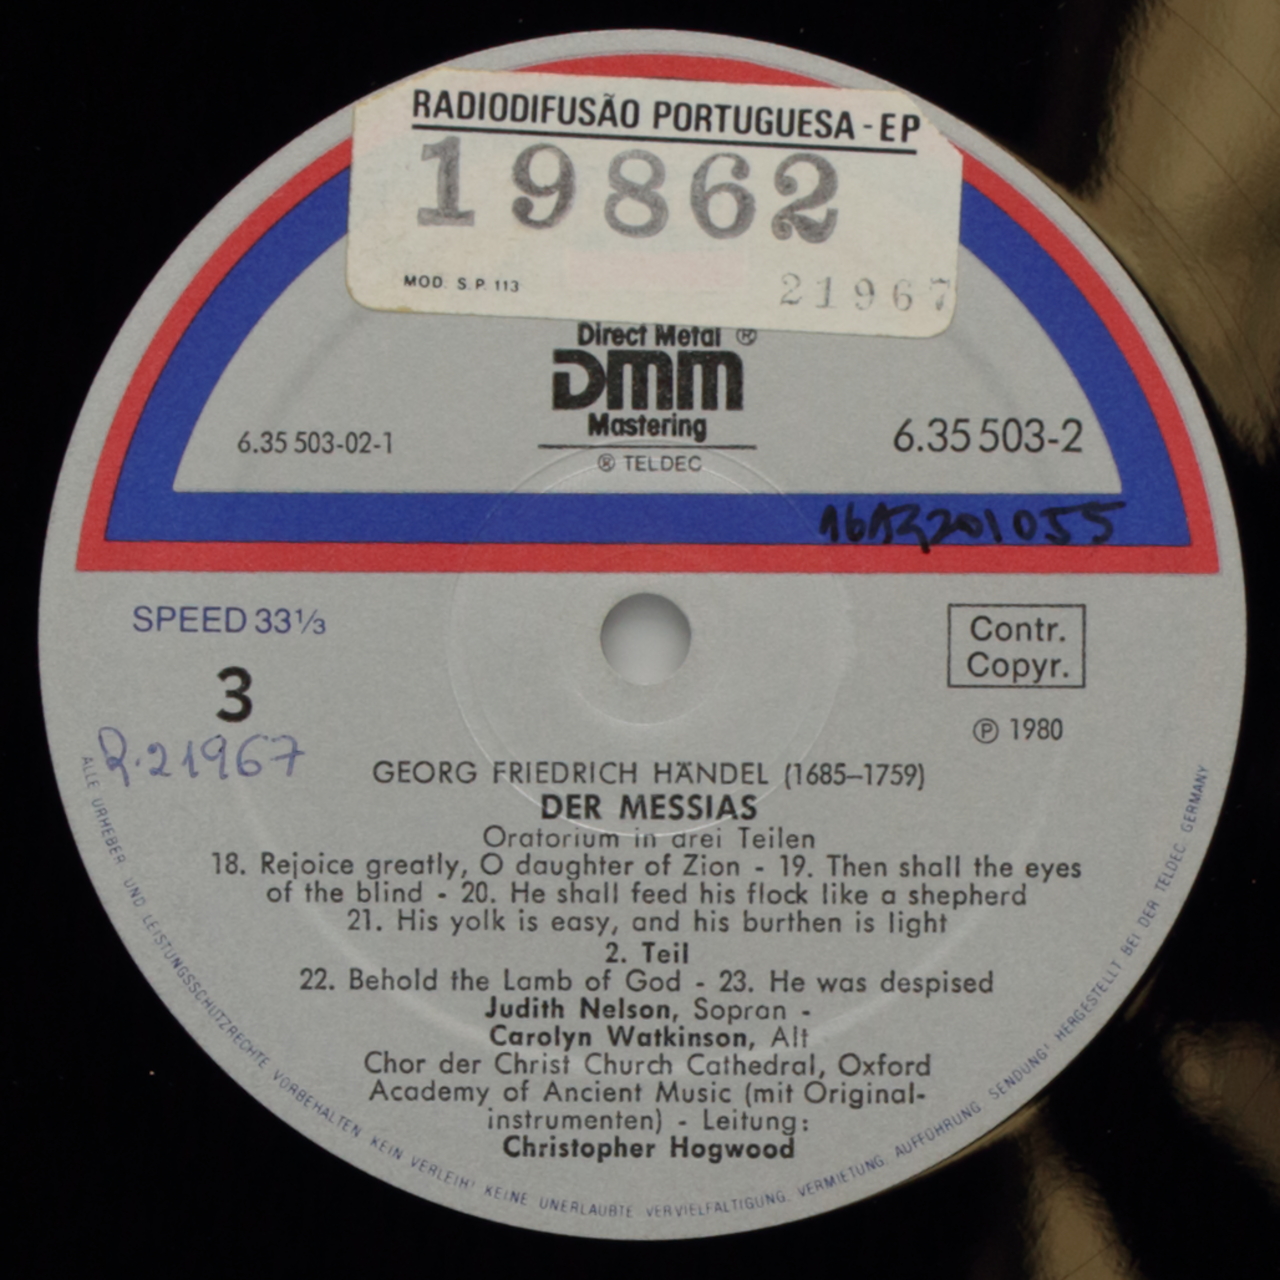 RADIODIFUSÃO PORTUGUESA - EP
19862
MOD. S.P. 113
21967
Direct Metal ®
DMM
Mastering
6.35 503-02-1
6.35 503-2
® TELDEC
SPEED 33⅓
Contr.
Copyr.
3
℗ 1980
R.21967
GEORG FRIEDRICH HÄNDEL (1685–1759)
DER MESSIAS
Oratorium in drei Teilen
18. Rejoice greatly, O daughter of Zion - 19. Then shall the eyes
of the blind - 20. He shall feed his flock like a shepherd
21. His yolk is easy, and his burthen is light
2. Teil
22. Behold the Lamb of God - 23. He was despised
Judith Nelson, Sopran -
Carolyn Watkinson, Alt
Chor der Christ Church Cathedral, Oxford
Academy of Ancient Music (mit Original-
instrumenten) - Leitung:
Christopher Hogwood
ALLE URHEBER- UND LEISTUNGSSCHUTZRECHTE VORBEHALTEN. KEIN VERLEIH! KEINE UNERLAUBTE VERVIELFÄLTIGUNG, VERMIETUNG, AUFFÜHRUNG, SENDUNG! HERGESTELLT BEI DER TELDEC, GERMANY